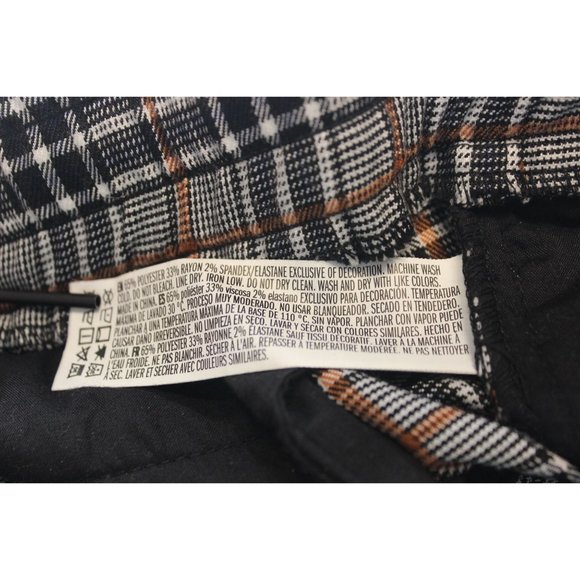 EN 65% POLYESTER 33% RAYON 2% SPANDEX/ELASTANE EXCLUSIVE OF DECORATION. MACHINE WASH
COLD. DO NOT BLEACH. LINE DRY. IRON LOW. DO NOT DRY CLEAN. WASH AND DRY WITH LIKE COLORS.
MADE IN CHINA. ES 65% poliéster 33% viscosa 2% elastano EXCLUSIVO PARA DECORACIÓN. TEMPERATURA
MÁXIMA DE LAVADO 30 ° PROCESO MUY MODERADO. NO USAR BLANQUEADOR. SECADO EN TENDEDERO.
PLANCHAR A UNA TEMPERATURA MÁXIMA DE LA BASE DE 110 °C, SIN VAPOR. PLANCHAR CON VAPOR PUEDE
CAUSAR DANO IRREVERSIBLE. NO LIMPIEZA EN SECO. LAVAR Y SECAR CON COLORES SIMILARES. HECHO EN
CHINA. FR 65% POLYESTER 33% RAYONNE 2% ÉLASTANE SAUF TISSU DÉCORATIF. LAVER À LA MACHINE À
L'EAU FROIDE. NE PAS BLANCHIR. SÉCHER À L'AIR. REPASSER À TEMPÉRATURE MODÉRÉE. NE PAS NETTOYER
A SEC. LAVER ET SÉCHER AVEC COULEURS SIMILAIRES.